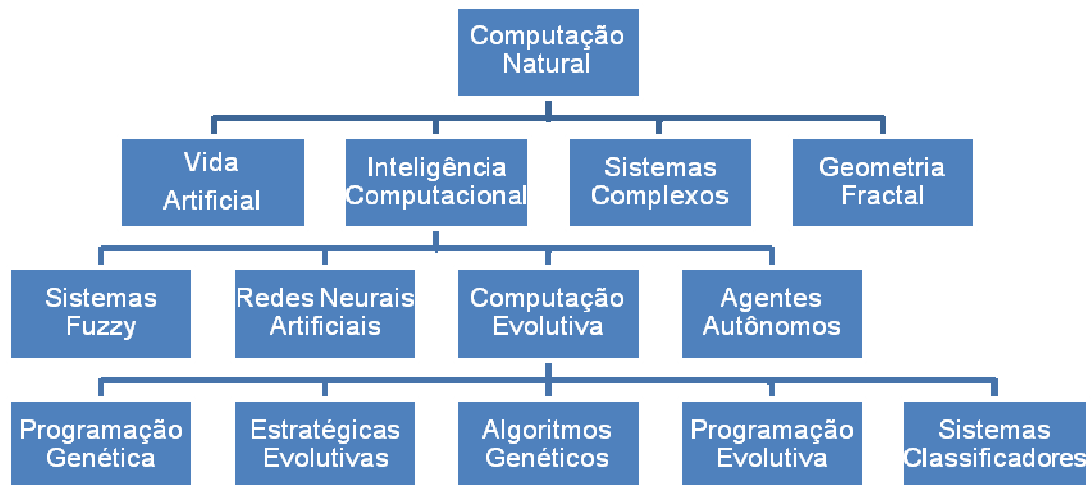 Computação
Natural
Vida
Artificial
Inteligência
Computacional
Sistemas
Complexos
Geometria
Fractal
Sistemas
Fuzzy
Redes Neurais
Artificiais
Computação
Evolutiva
Agentes
Autônomos
Programação
Genética
Estratégicas
Evolutivas
Algoritmos
Genéticos
Programação
Evolutiva
Sistemas
Classificadores